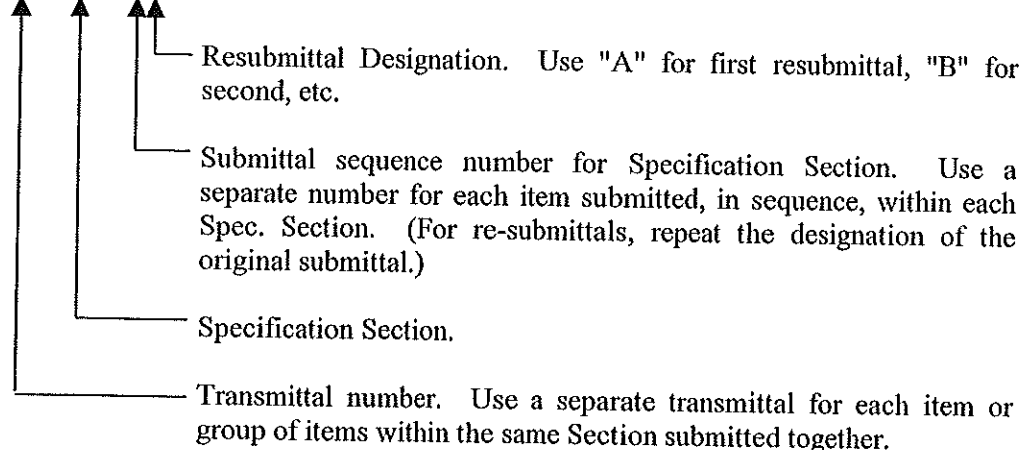 Resubmittal Designation. Use "A" for first resubmittal, "B" for
second, etc.
Submittal sequence number for Specification Section. Use a
separate number for each item submitted, in sequence, within each
Spec. Section. (For re-submittals, repeat the designation of the
original submittal.)
Specification Section.
Transmittal number. Use a separate transmittal for each item or
group of items within the same Section submitted together.